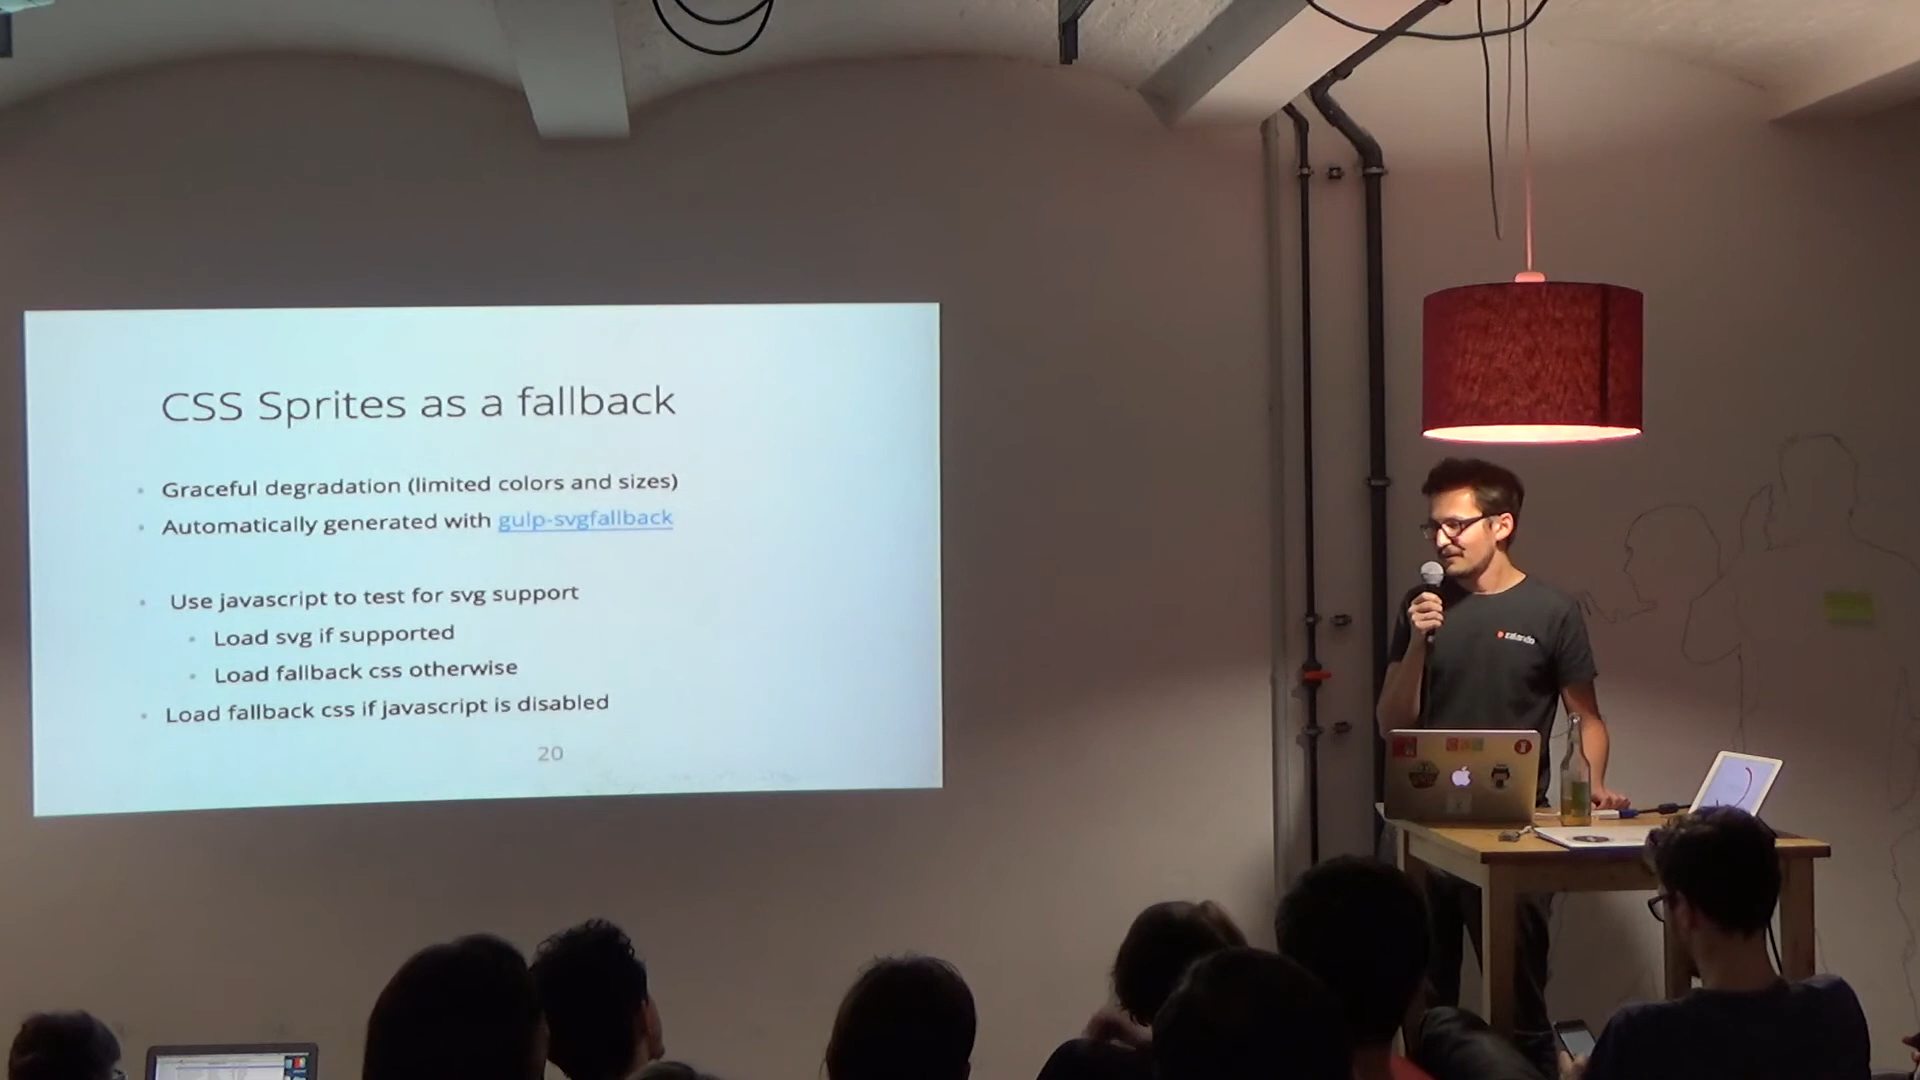 CSS Sprites as a fallback
Graceful degradation (limited colors and sizes)
Automatically generated with gulp-svgfallback
Use javascript to test for svg support
Load svg if supported
Load fallback css otherwise
Load fallback css if javascript is disabled
20
zalando